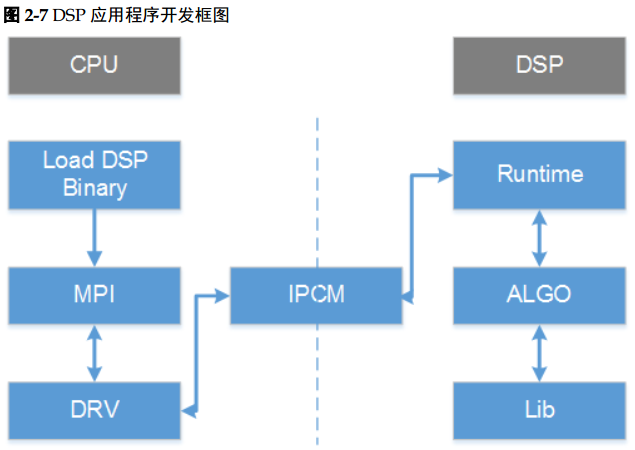 图 2-7 DSP 应用程序开发框图
CPU
DSP
Load DSP
Binary
Runtime
MPI
IPCM
ALGO
DRV
Lib